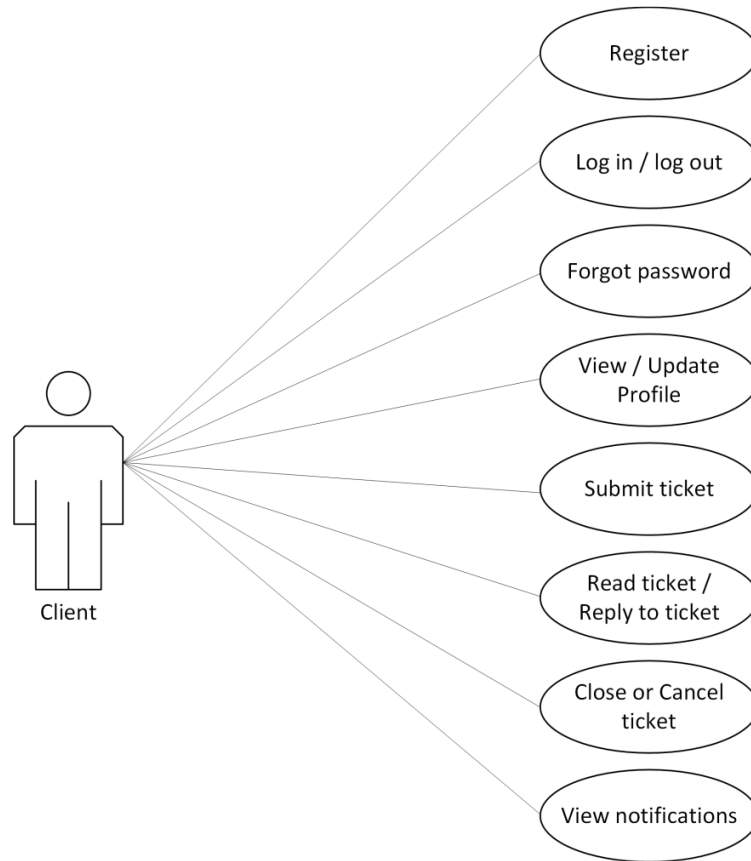 Register
Log in / log out
Forgot password
View / Update
Profile
Submit ticket
Read ticket /
Reply to ticket
Client
Close or Cancel
ticket
View notifications